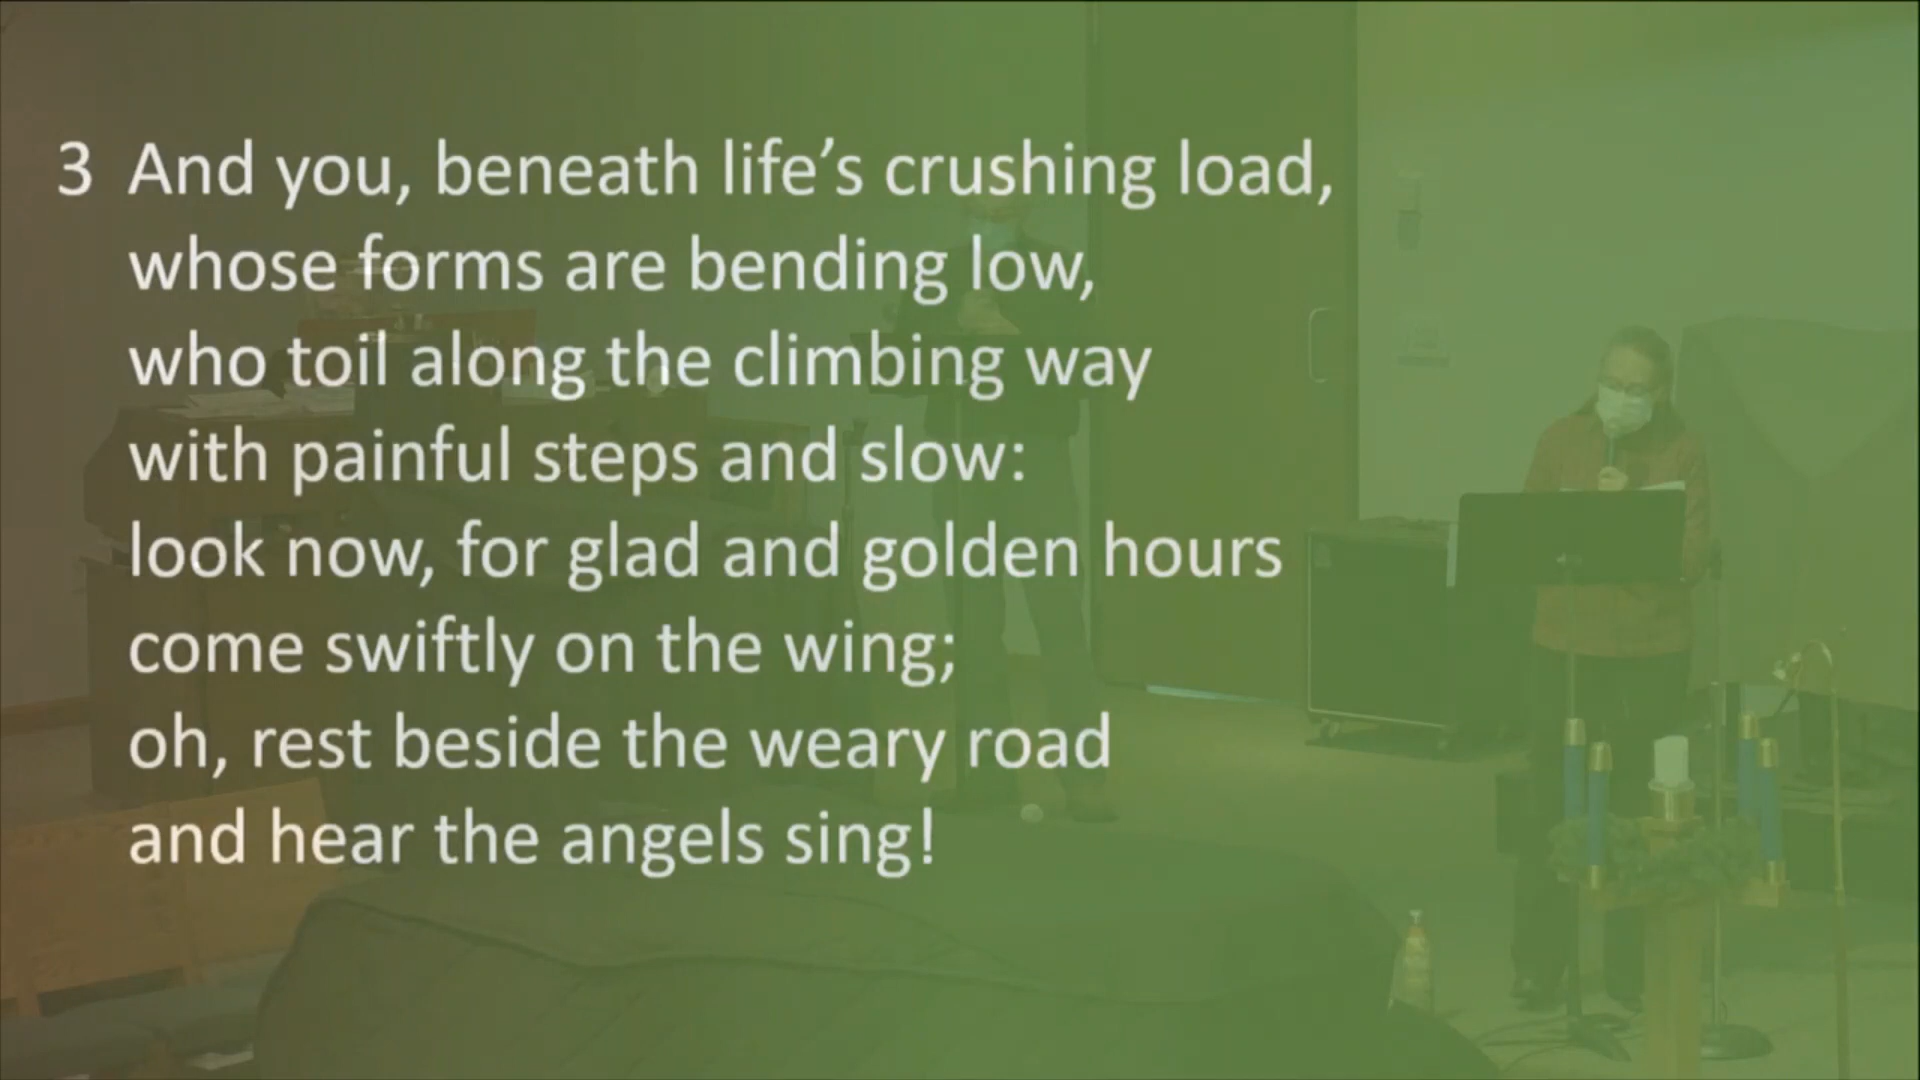 3 And you, beneath life’s crushing load,
whose forms are bending low,
who toil along the climbing way
with painful steps and slow:
look now, for glad and golden hours
come swiftly on the wing;
oh, rest beside the weary road
and hear the angels sing!